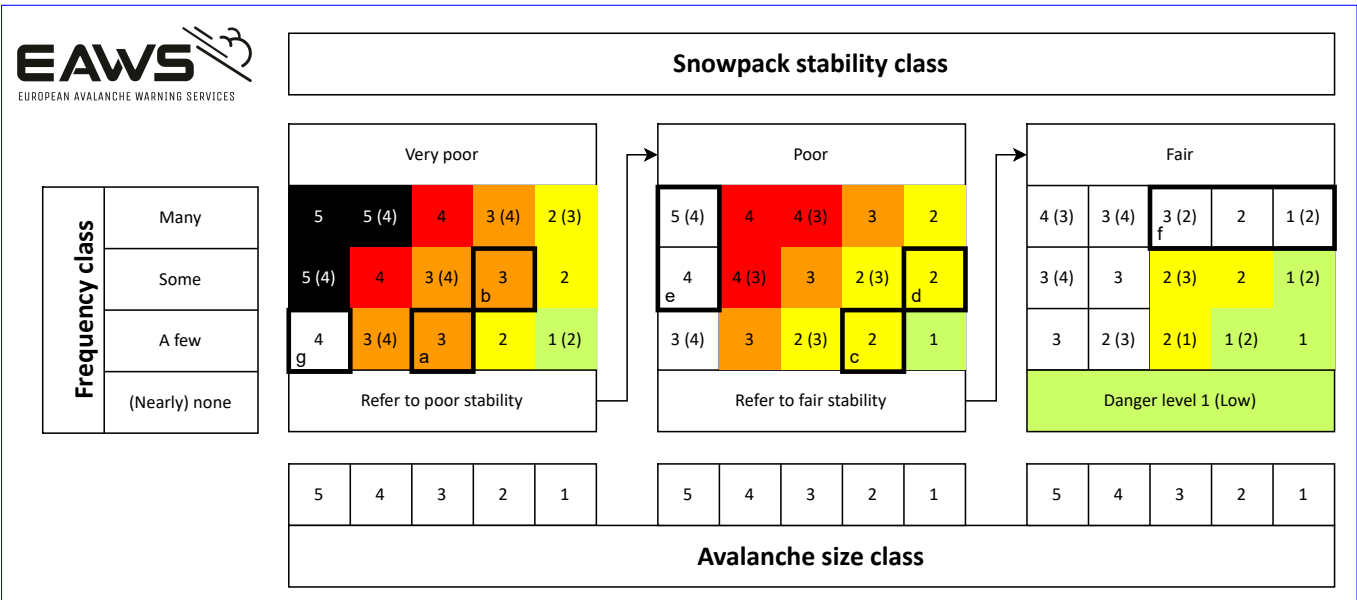 EAWS
EUROPEAN AVALANCHE WARNING SERVICES
Snowpack stability class
Very poor
Poor
Fair
Frequency class
Many
5 5 (4) 4 3 (4) 2 (3)
5 (4) 4 4 (3) 3 2
4 (3) 3 (4) 3 (2) 2 1 (2)
f
Some
5 (4) 4 3 (4) 3 2
b
4 4 (3) 3 2 (3) 2
e d
3 (4) 3 2 (3) 2 1 (2)
A few
4 3 (4) 3 2 1 (2)
g a
3 (4) 3 2 (3) 2 1
c
3 2 (3) 2 (1) 1 (2) 1
(Nearly) none
Refer to poor stability
Refer to fair stability
Danger level 1 (Low)
5 4 3 2 1
5 4 3 2 1
5 4 3 2 1
Avalanche size class